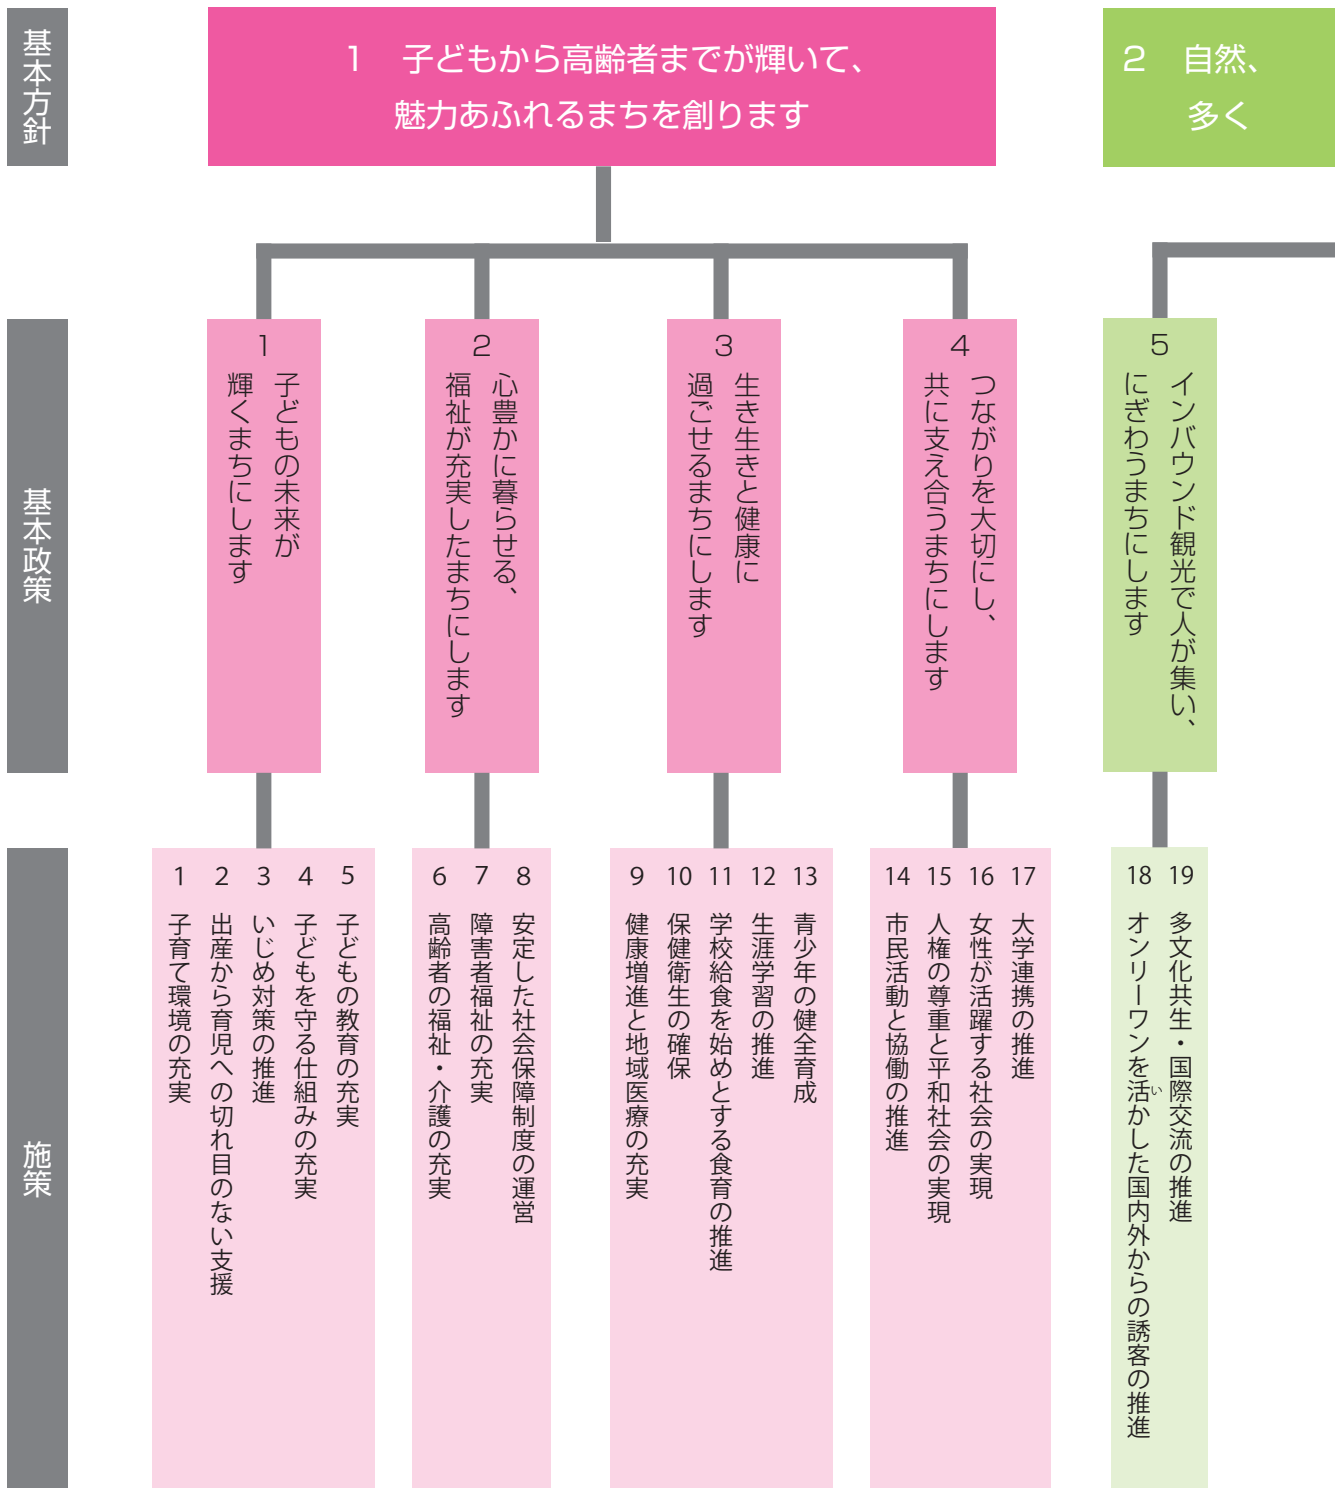 基本方針
1 子どもから高齢者までが輝いて、
魅力あふれるまちを創ります
2 自然、
多く
基本政策
1
子どもの未来が
輝くまちにします
2
心豊かに暮らせる、
福祉が充実したまちにします
3
生き生きと健康に
過ごせるまちにします
4
つながりを大切にし、
共に支え合うまちにします
5
インバウンド観光で人が集い、
にぎわうまちにします
施策
1 子育て環境の充実
2 出産から育児への切れ目のない支援
3 いじめ対策の推進
4 子どもを守る仕組みの充実
5 子どもの教育の充実
6 高齢者の福祉・介護の充実
7 障害者福祉の充実
8 安定した社会保障制度の運営
9 健康増進と地域医療の充実
10 保健衛生の確保
11 学校給食を始めとする食育の推進
12 生涯学習の推進
13 青少年の健全育成
14 市民活動と協働の推進
15 人権の尊重と平和社会の実現
16 女性が活躍する社会の実現
17 大学連携の推進
18 オンリーワンを活かした国内外からの誘客の推進
い
19 多文化共生・国際交流の推進